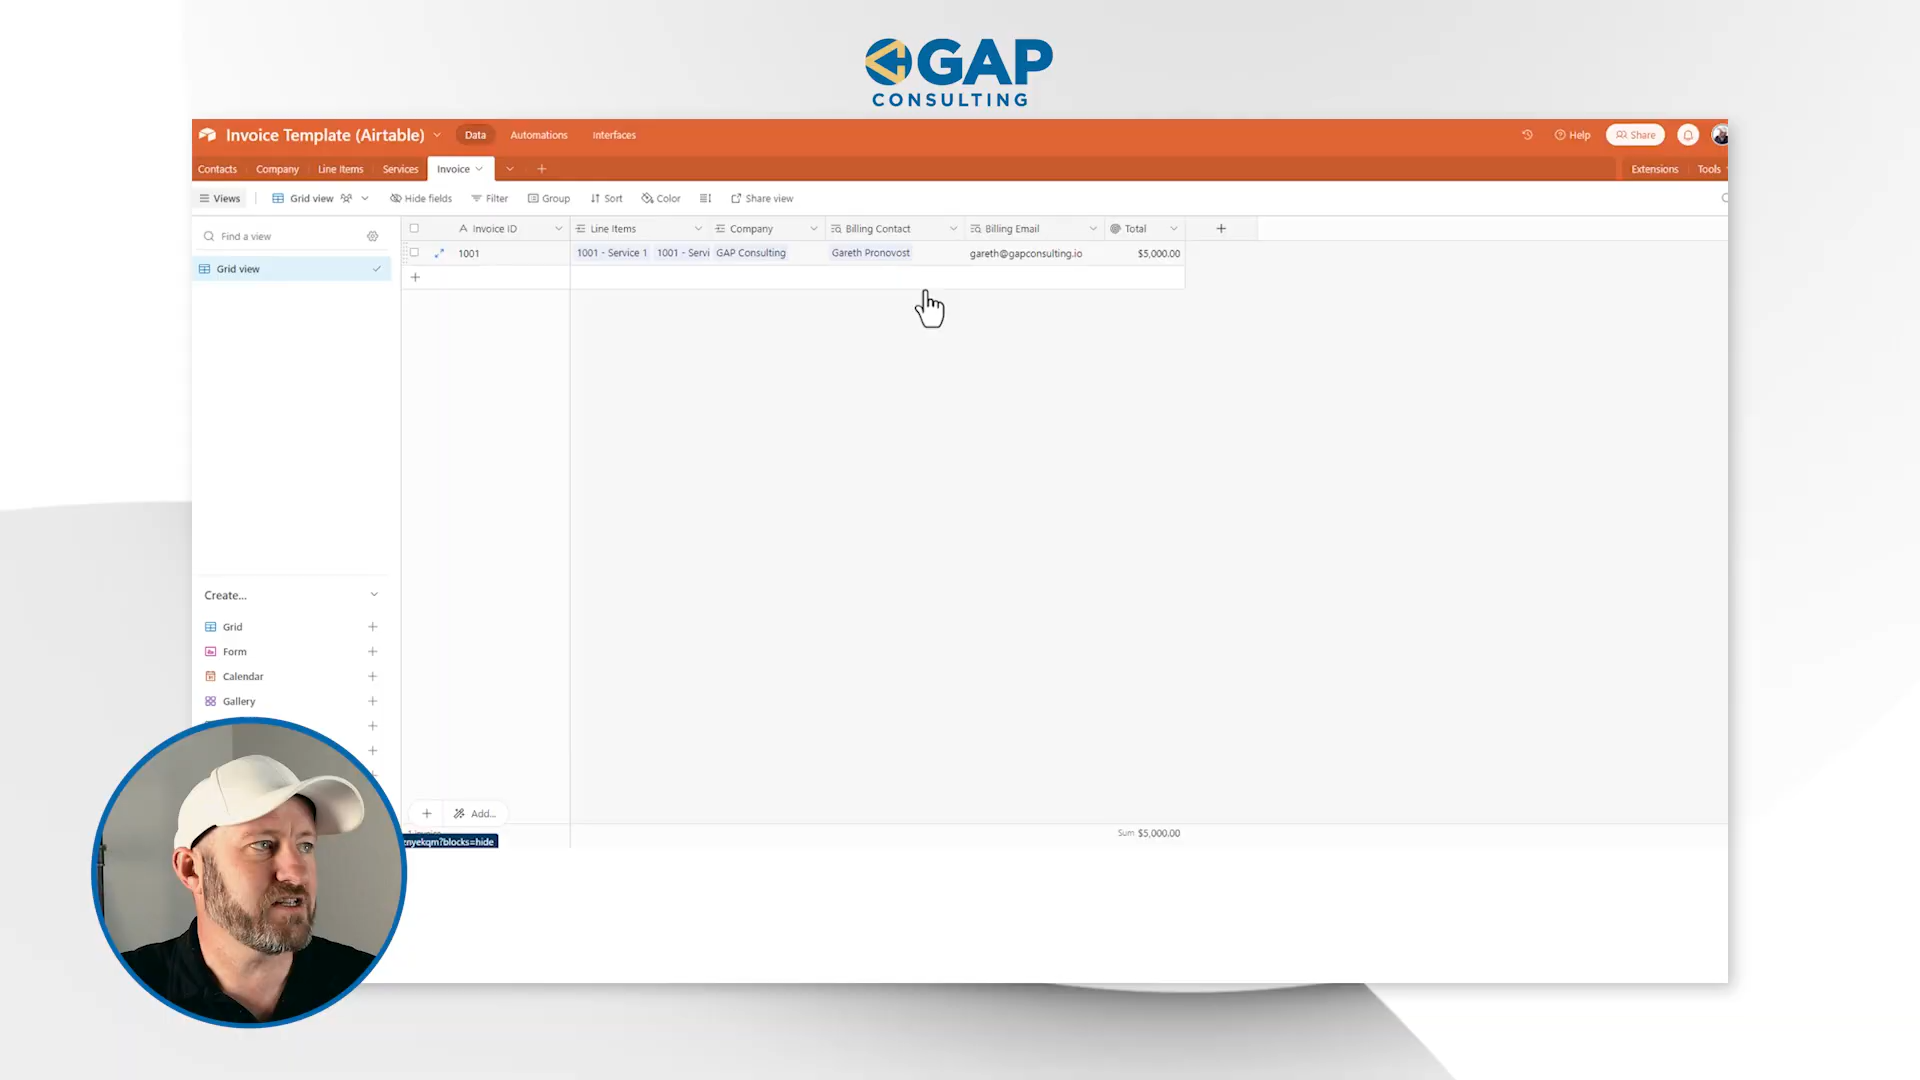 GAP
CONSULTING
Invoice Template (Airtable) Data Automations Interfaces Help Share
Contacts Company Line Items Services Invoice Extensions Tools
Views Grid view Hide fields Filter Group Sort Color Share view
Find a view
Grid view
A Invoice ID Line Items Company Billing Contact Billing Email Total
1001 1001 - Service 1 1001 - Servi GAP Consulting Gareth Pronovost gareth@gapconsulting.io $5,000.00
Create...
Grid
Form
Calendar
Gallery
Add...
znyekqm?blocks=hide
Sum $5,000.00